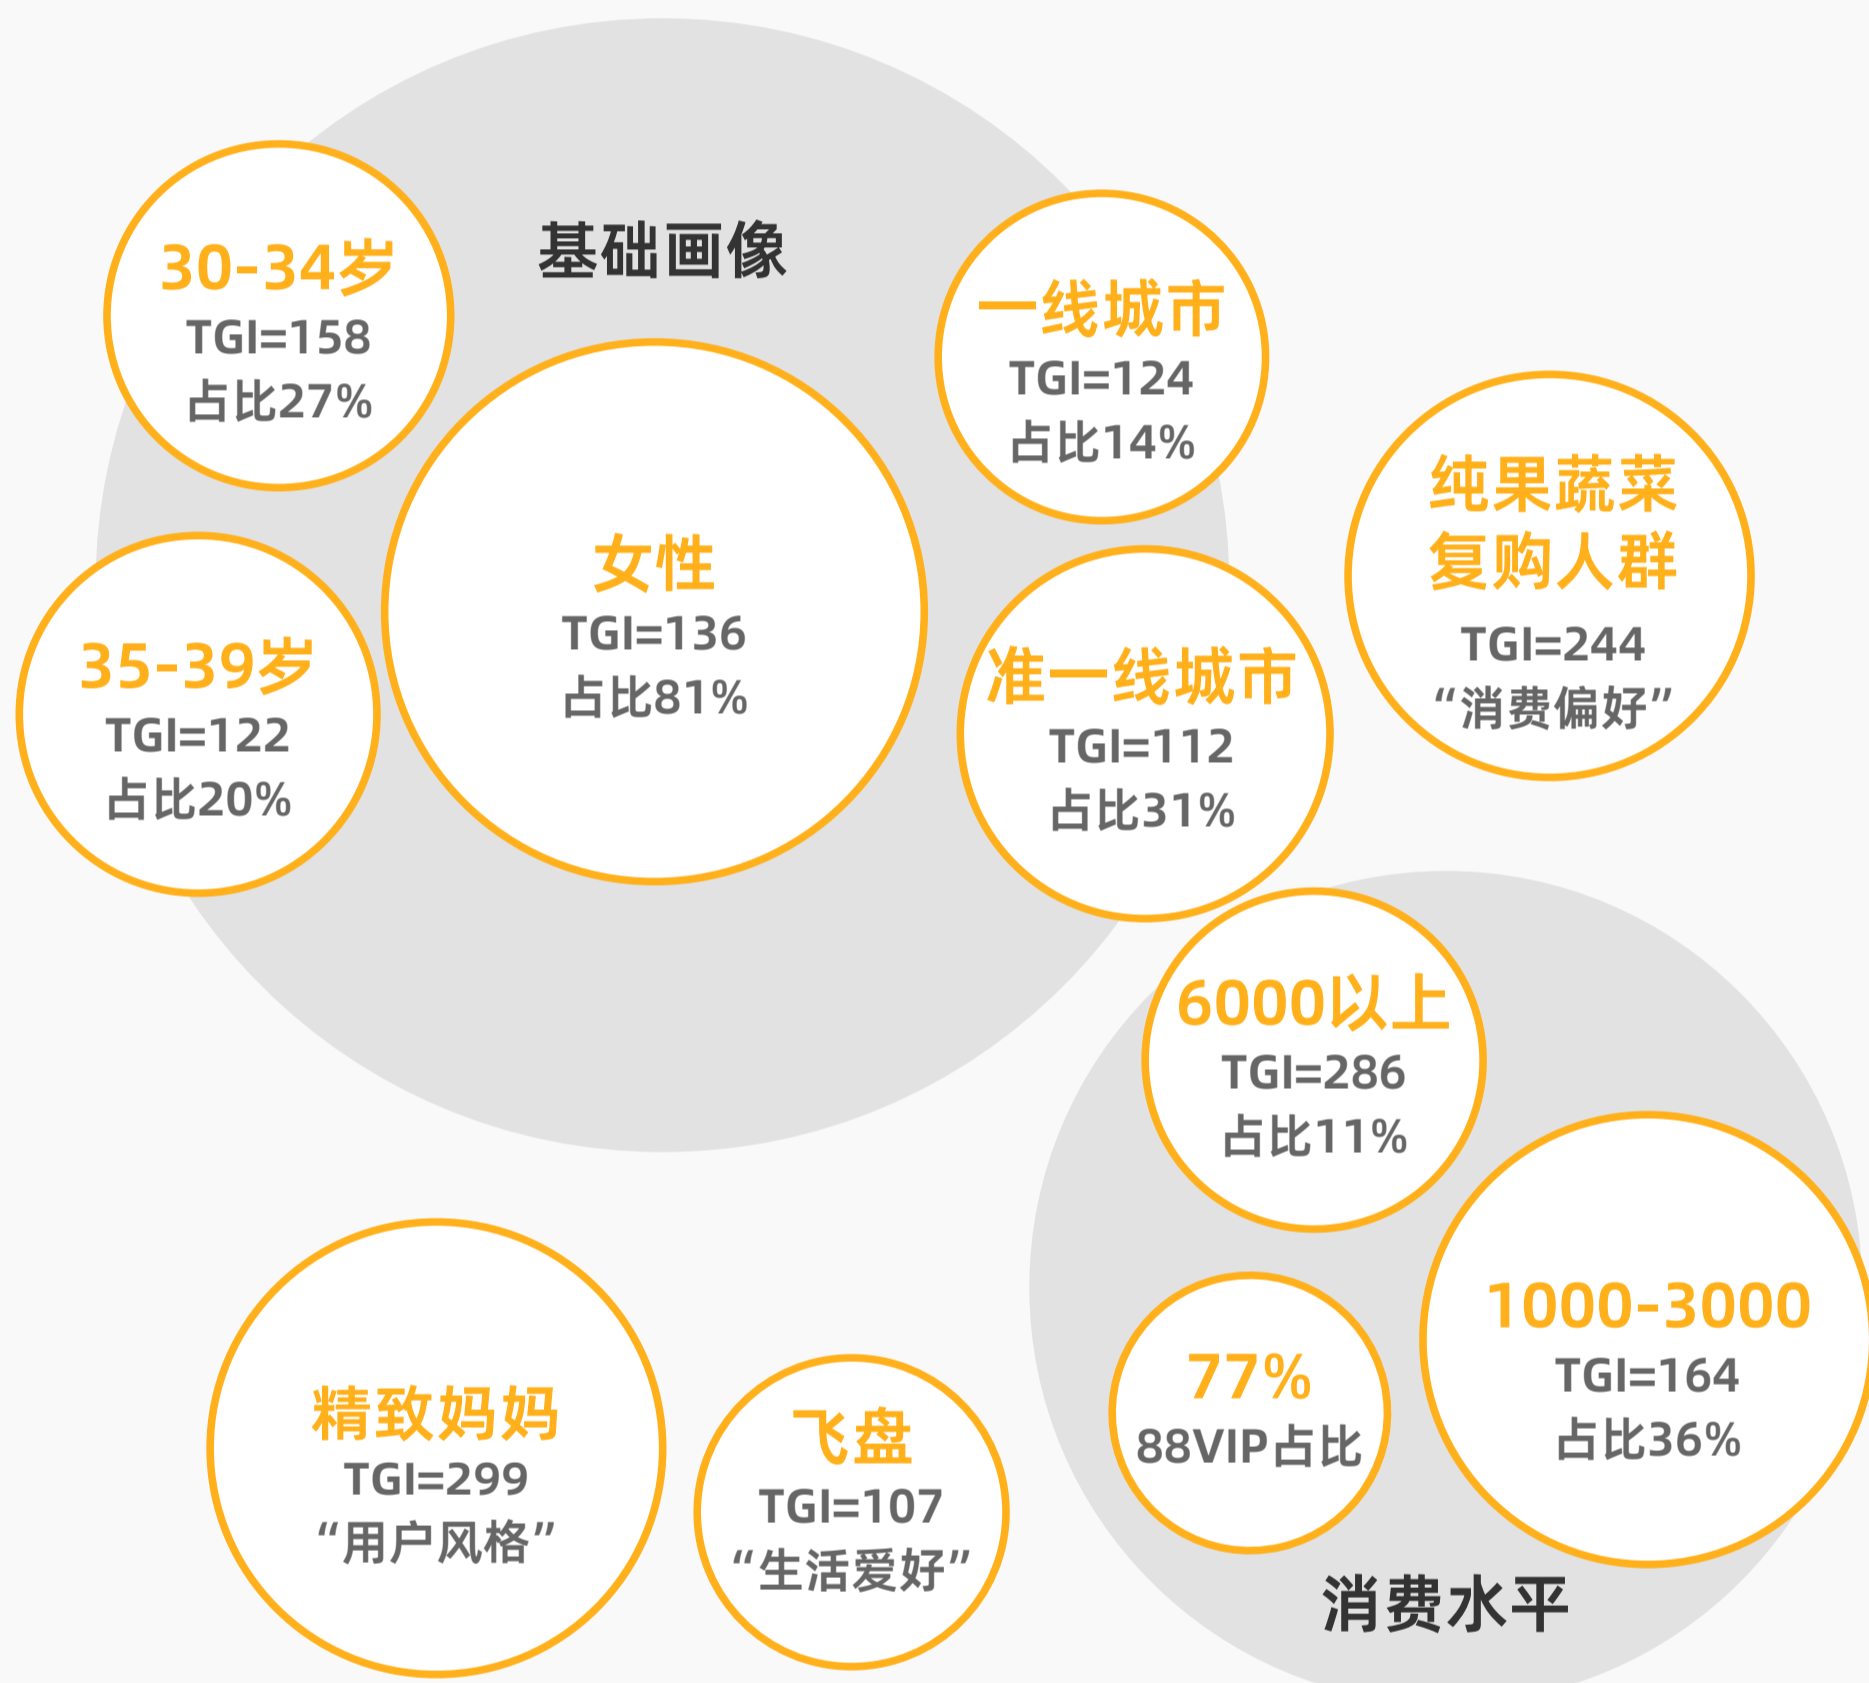 基础画像
30-34岁
TGI=158
占比27%
一线城市
TGI=124
占比14%
纯果蔬菜
复购人群
TGI=244
“消费偏好”
女性
TGI=136
占比81%
35-39岁
TGI=122
占比20%
准一线城市
TGI=112
占比31%
6000以上
TGI=286
占比11%
1000-3000
TGI=164
占比36%
77%
88VIP占比
消费水平
精致妈妈
TGI=299
“用户风格”
飞盘
TGI=107
“生活爱好”